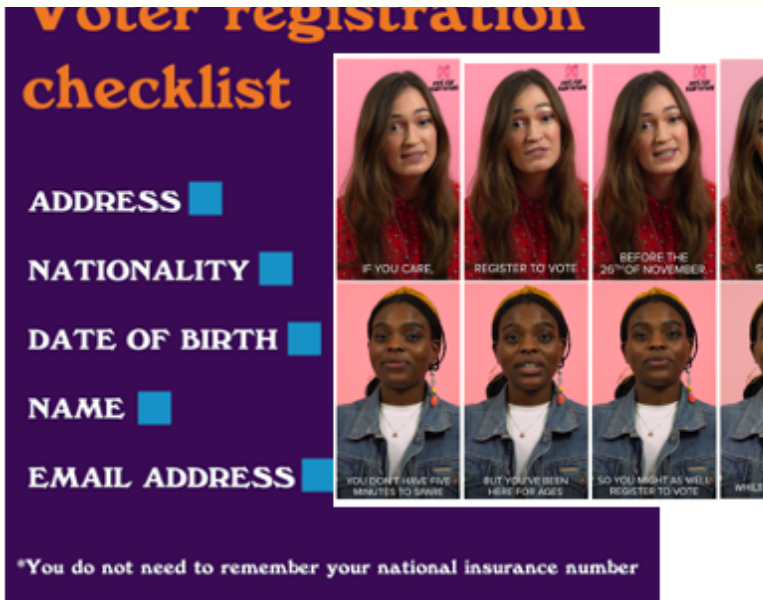 Voter registration
checklist
ADDRESS
NATIONALITY
DATE OF BIRTH
NAME
EMAIL ADDRESS
*You do not need to remember your national insurance number
IF YOU CARE,
REGISTER TO VOTE
BEFORE THE
26TH OF NOVEMBER.
YOU DON'T HAVE FIVE
MINUTES TO SPARE
BUT YOU'VE BEEN
HERE FOR AGES
SO YOU MIGHT AS WELL
REGISTER TO VOTE